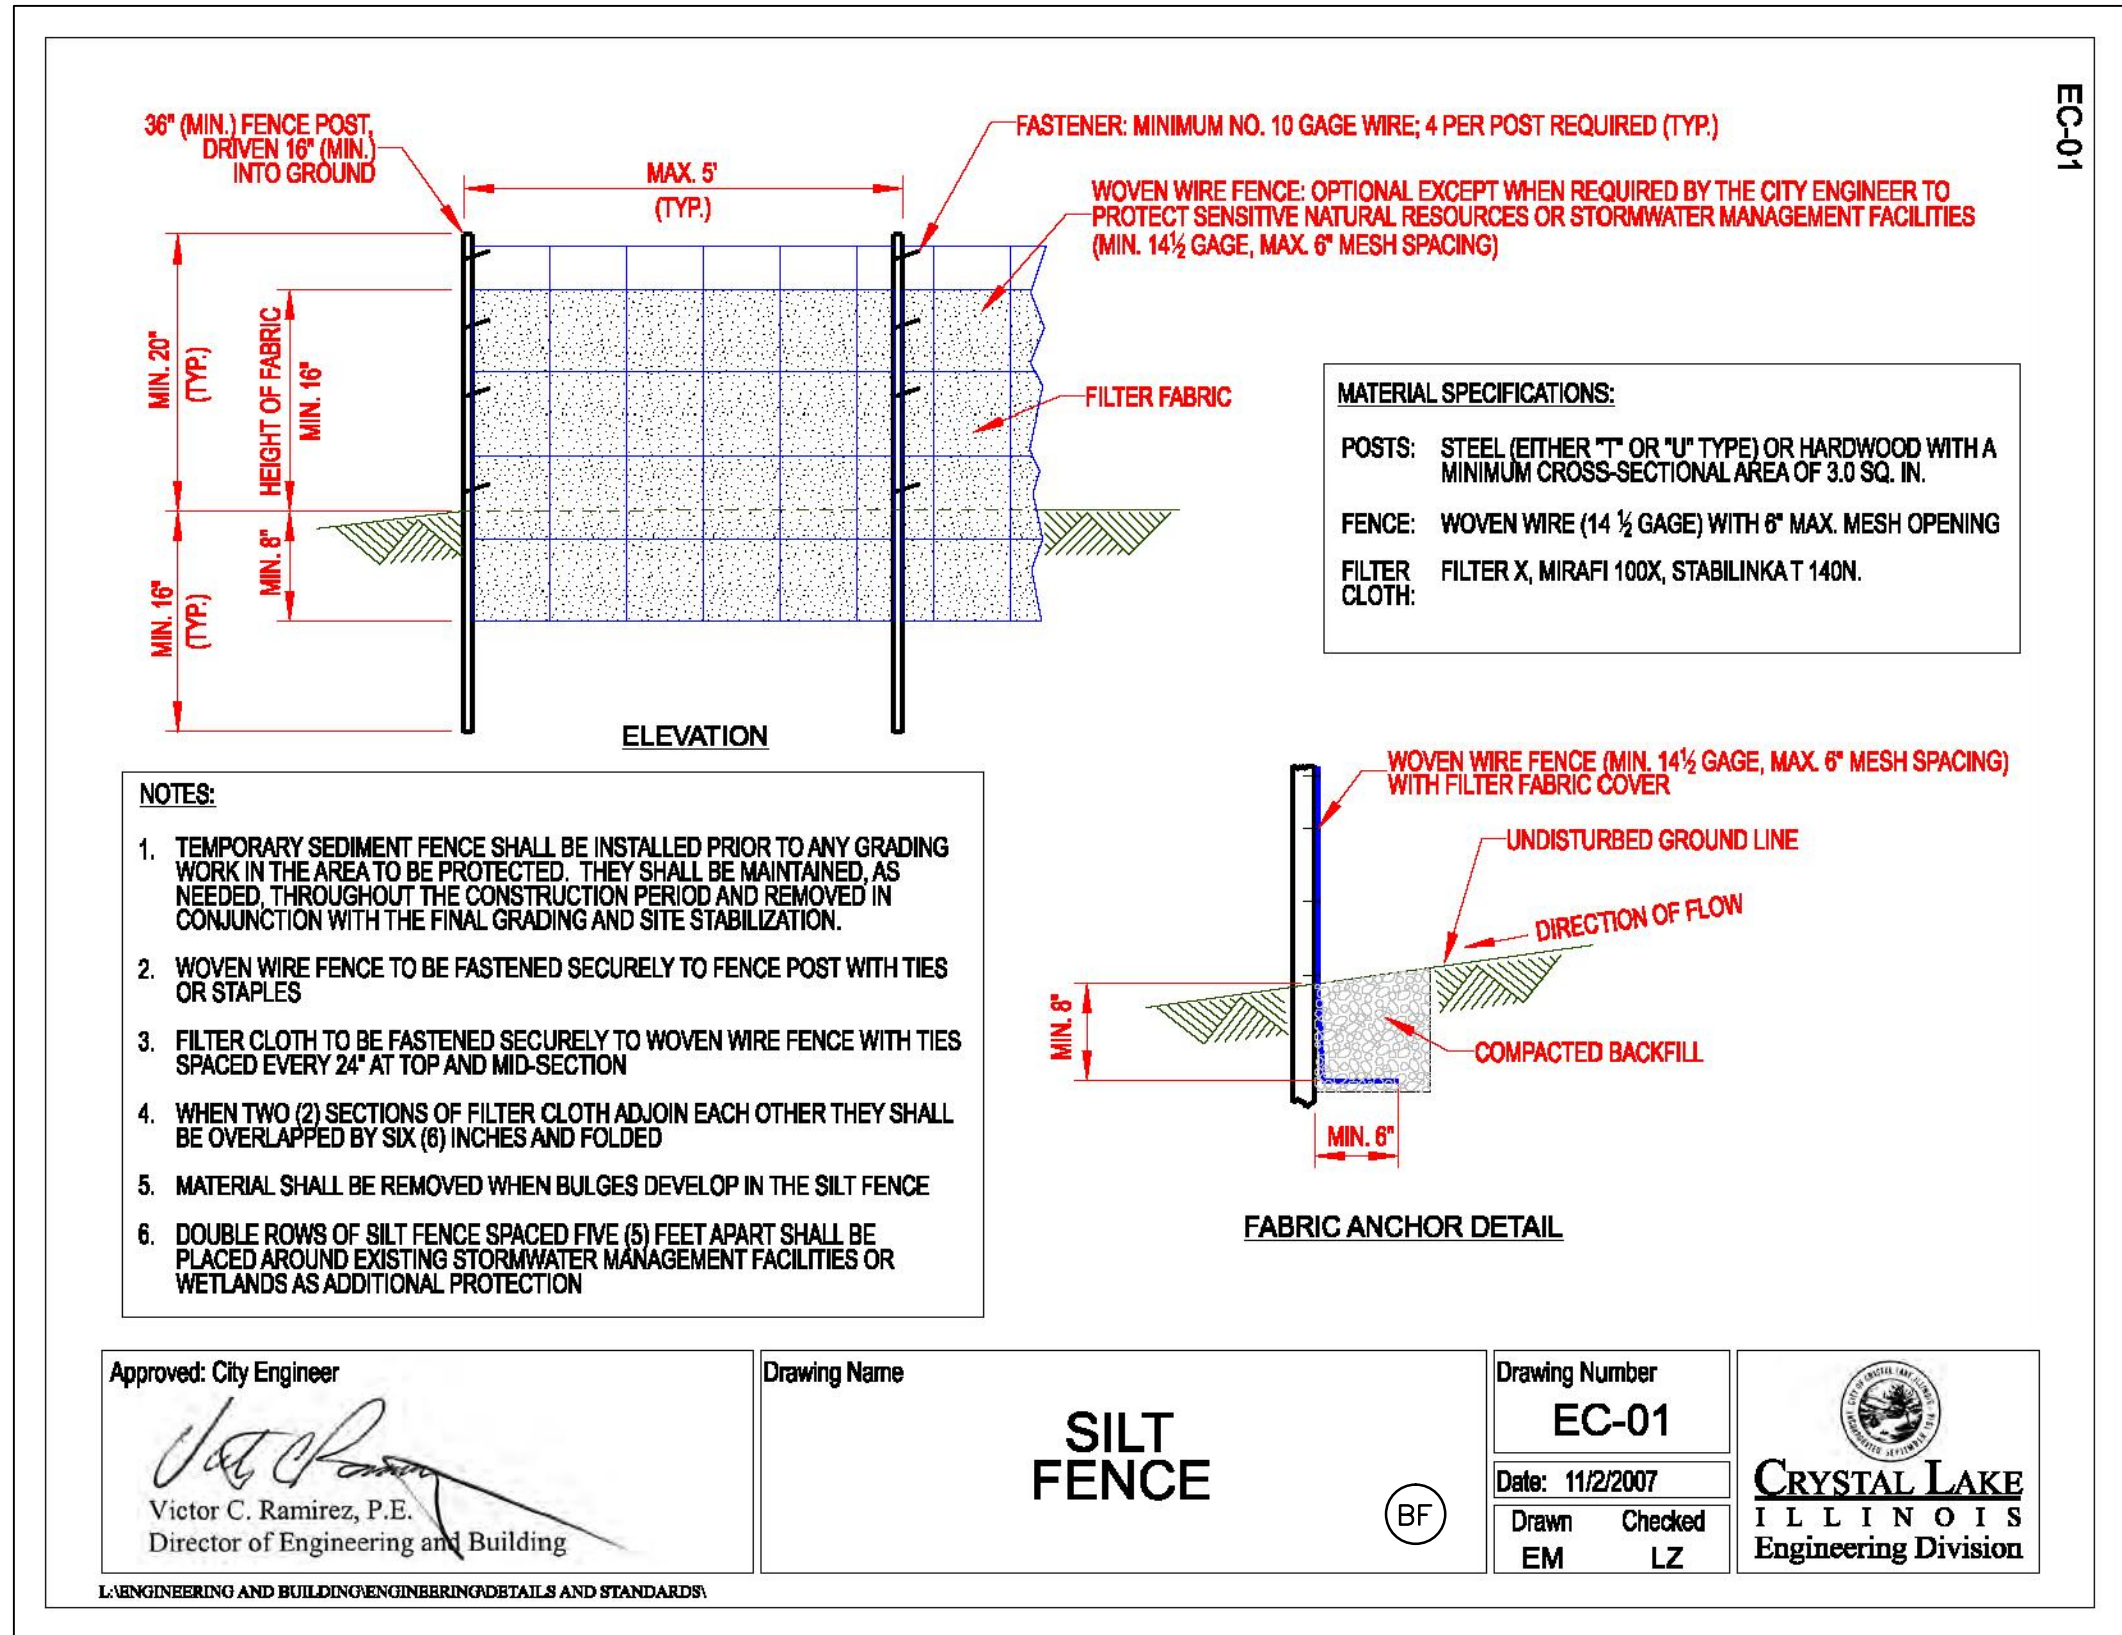 EC-01
36" (MIN.) FENCE POST,
DRIVEN 16" (MIN.)
INTO GROUND
MAX. 5'
(TYP.)
FASTENER: MINIMUM NO. 10 GAGE WIRE; 4 PER POST REQUIRED (TYP.)
WOVEN WIRE FENCE: OPTIONAL EXCEPT WHEN REQUIRED BY THE CITY ENGINEER TO
PROTECT SENSITIVE NATURAL RESOURCES OR STORMWATER MANAGEMENT FACILITIES
(MIN. 14½ GAGE, MAX. 6" MESH SPACING)
MIN. 20"
(TYP.)
HEIGHT OF FABRIC
MIN. 16"
FILTER FABRIC
MIN. 8"
MIN. 16"
(TYP.)
ELEVATION
MATERIAL SPECIFICATIONS:
POSTS: STEEL (EITHER "T" OR "U" TYPE) OR HARDWOOD WITH A
MINIMUM CROSS-SECTIONAL AREA OF 3.0 SQ. IN.
FENCE: WOVEN WIRE (14 ½ GAGE) WITH 6" MAX. MESH OPENING
FILTER FILTER X, MIRAFI 100X, STABILINKA T 140N.
CLOTH:
NOTES:
1. TEMPORARY SEDIMENT FENCE SHALL BE INSTALLED PRIOR TO ANY GRADING
WORK IN THE AREA TO BE PROTECTED. THEY SHALL BE MAINTAINED, AS
NEEDED, THROUGHOUT THE CONSTRUCTION PERIOD AND REMOVED IN
CONJUNCTION WITH THE FINAL GRADING AND SITE STABILIZATION.
2. WOVEN WIRE FENCE TO BE FASTENED SECURELY TO FENCE POST WITH TIES
OR STAPLES
3. FILTER CLOTH TO BE FASTENED SECURELY TO WOVEN WIRE FENCE WITH TIES
SPACED EVERY 24" AT TOP AND MID-SECTION
4. WHEN TWO (2) SECTIONS OF FILTER CLOTH ADJOIN EACH OTHER THEY SHALL
BE OVERLAPPED BY SIX (6) INCHES AND FOLDED
5. MATERIAL SHALL BE REMOVED WHEN BULGES DEVELOP IN THE SILT FENCE
6. DOUBLE ROWS OF SILT FENCE SPACED FIVE (5) FEET APART SHALL BE
PLACED AROUND EXISTING STORMWATER MANAGEMENT FACILITIES OR
WETLANDS AS ADDITIONAL PROTECTION
WOVEN WIRE FENCE (MIN. 14½ GAGE, MAX. 6" MESH SPACING)
WITH FILTER FABRIC COVER
UNDISTURBED GROUND LINE
DIRECTION OF FLOW
MIN. 8"
COMPACTED BACKFILL
MIN. 6"
FABRIC ANCHOR DETAIL
Approved: City Engineer
Victor C. Ramirez, P.E.
Director of Engineering and Building
Drawing Name
SILT
FENCE
BF
Drawing Number
EC-01
Date: 11/2/2007
Drawn Checked
EM LZ
CRYSTAL LAKE
ILLINOIS
Engineering Division
L:\ENGINEERING AND BUILDING\ENGINEERING\DETAILS AND STANDARDS\